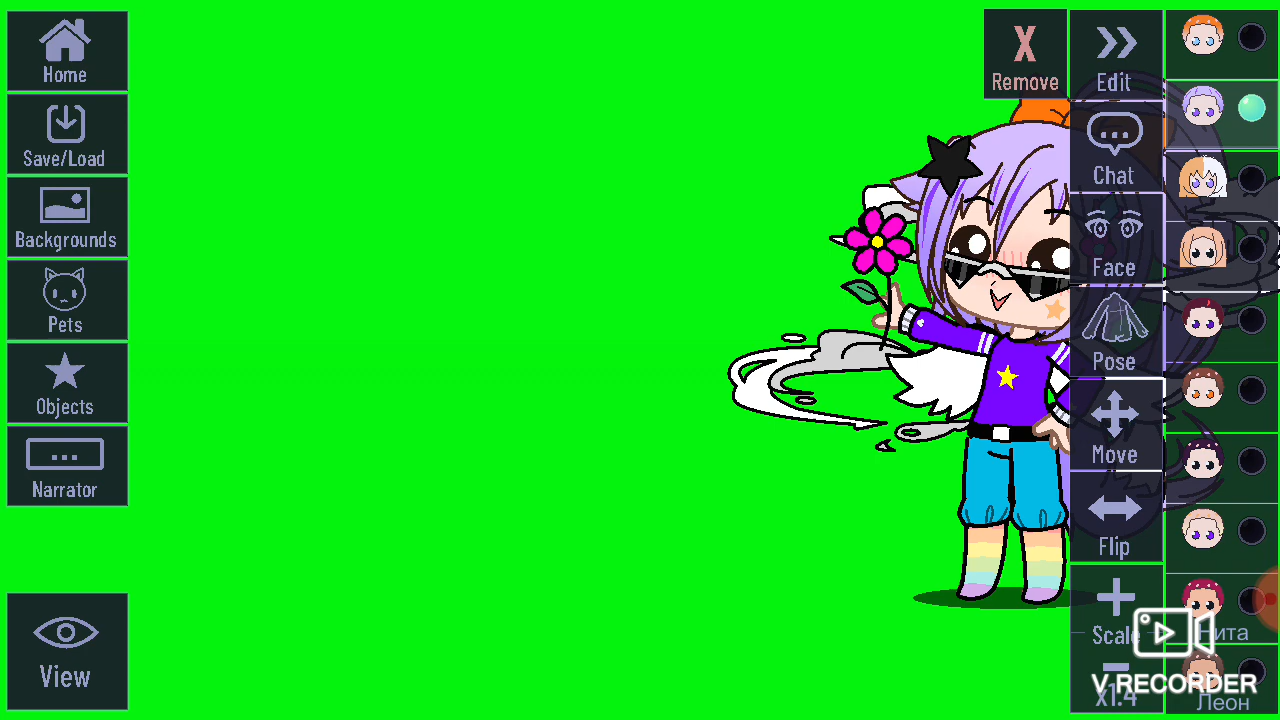 Home
Save/Load
Backgrounds
Pets
Objects
Narrator
View
X
Remove
Edit
Chat
Face
Pose
Move
Flip
Scale
x1.4
Нита
Леон
V RECORDER